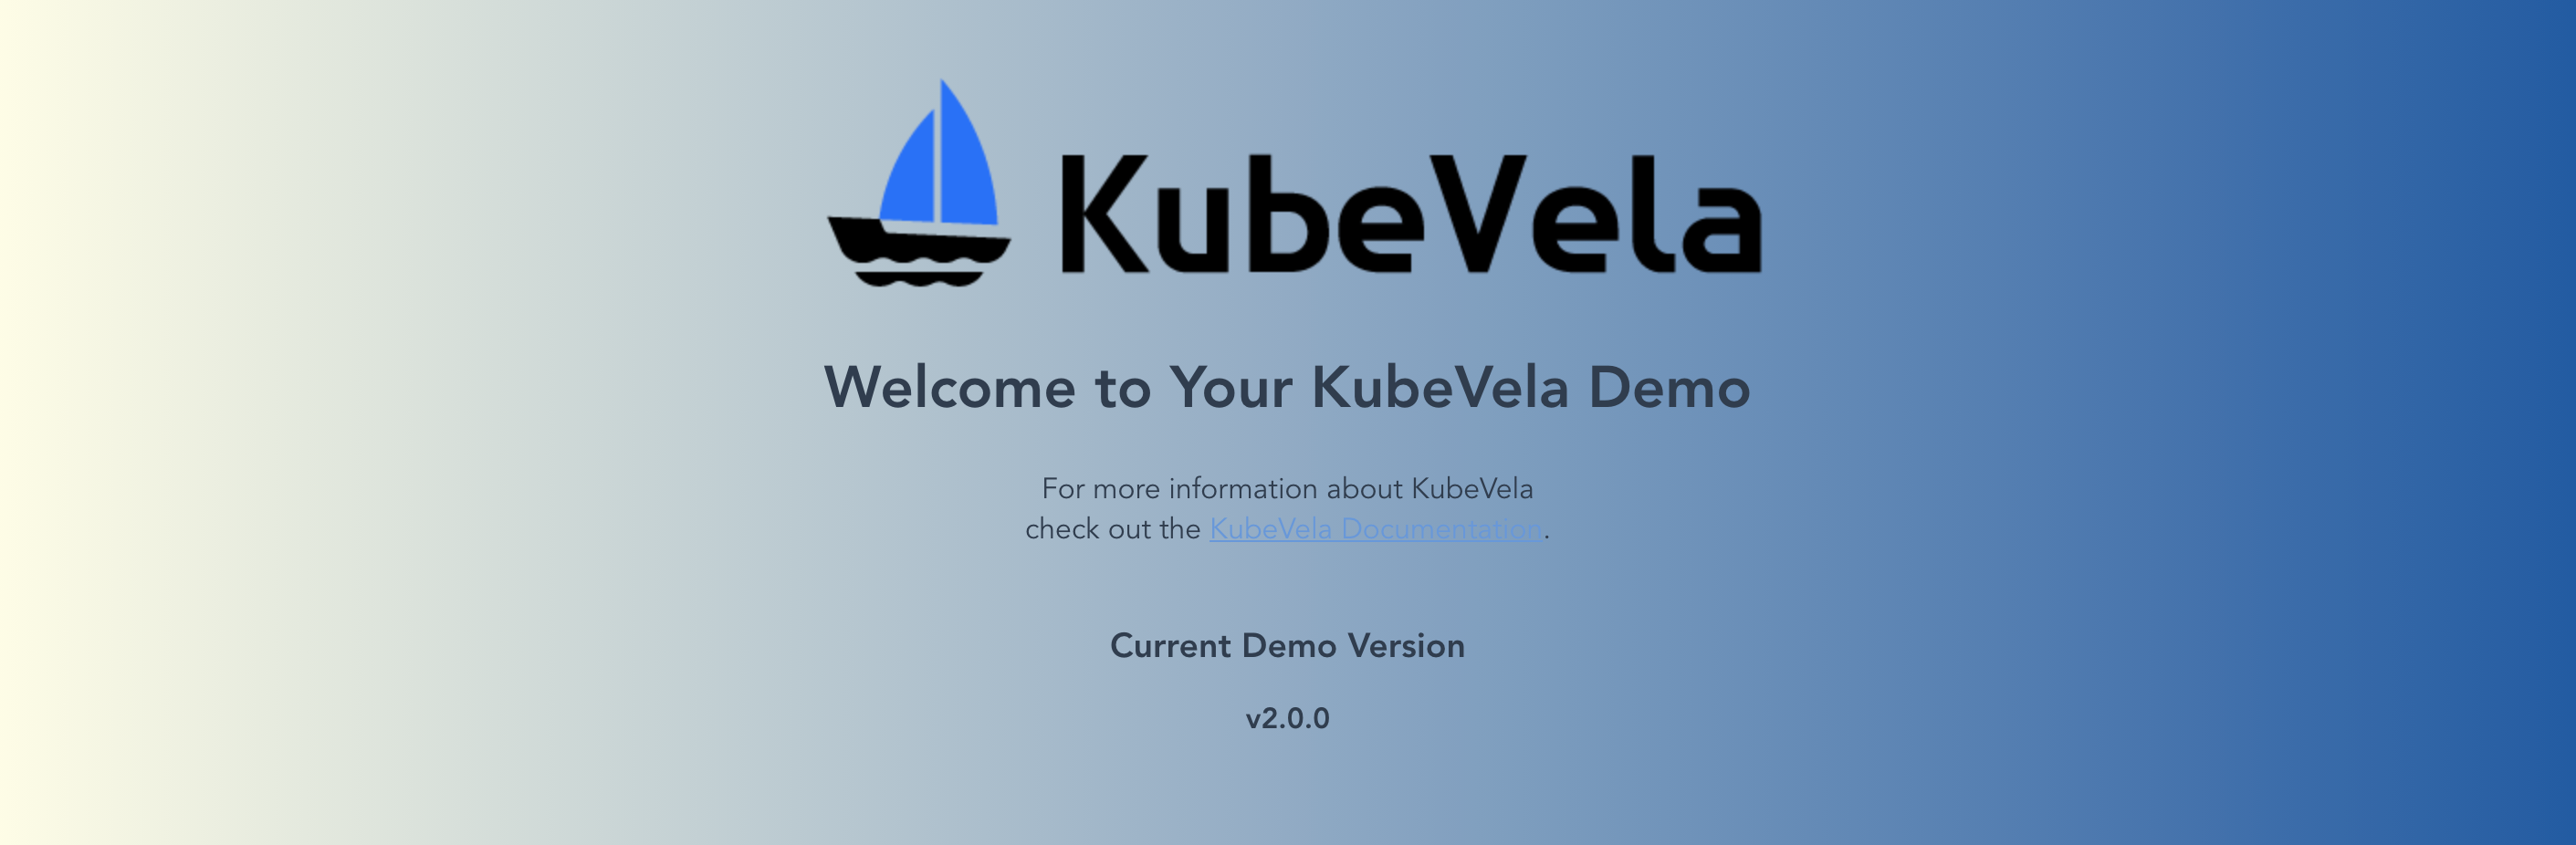 KubeVela
Welcome to Your KubeVela Demo
For more information about KubeVela
check out the KubeVela Documentation.
Current Demo Version
v2.0.0